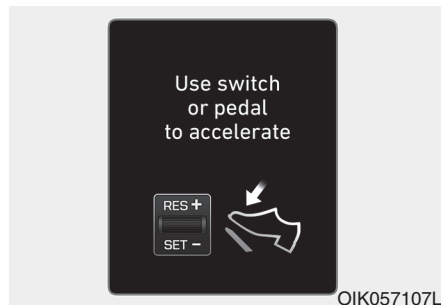 Use switch
or pedal
to accelerate
RES +
SET -
OIK057107L